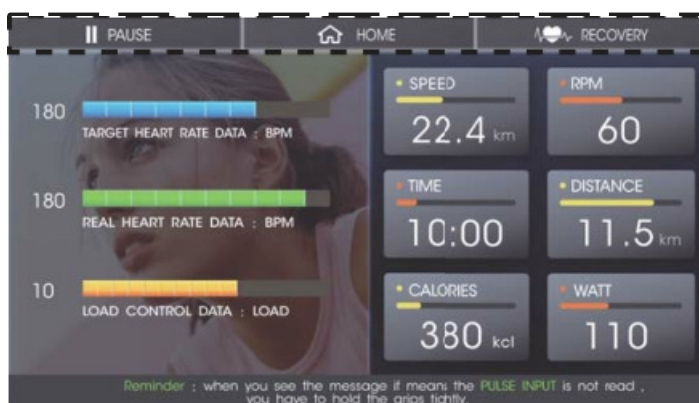 PAUSE
HOME
RECOVERY
180
TARGET HEART RATE DATA : BPM
180
REAL HEART RATE DATA : BPM
10
LOAD CONTROL DATA : LOAD
SPEED
22.4 km
RPM
60
TIME
10:00
DISTANCE
11.5 km
CALORIES
380 kcl
WATT
110
Reminder : when you see the message it means the PULSE INPUT is not read ,
you have to hold the grips tightly.